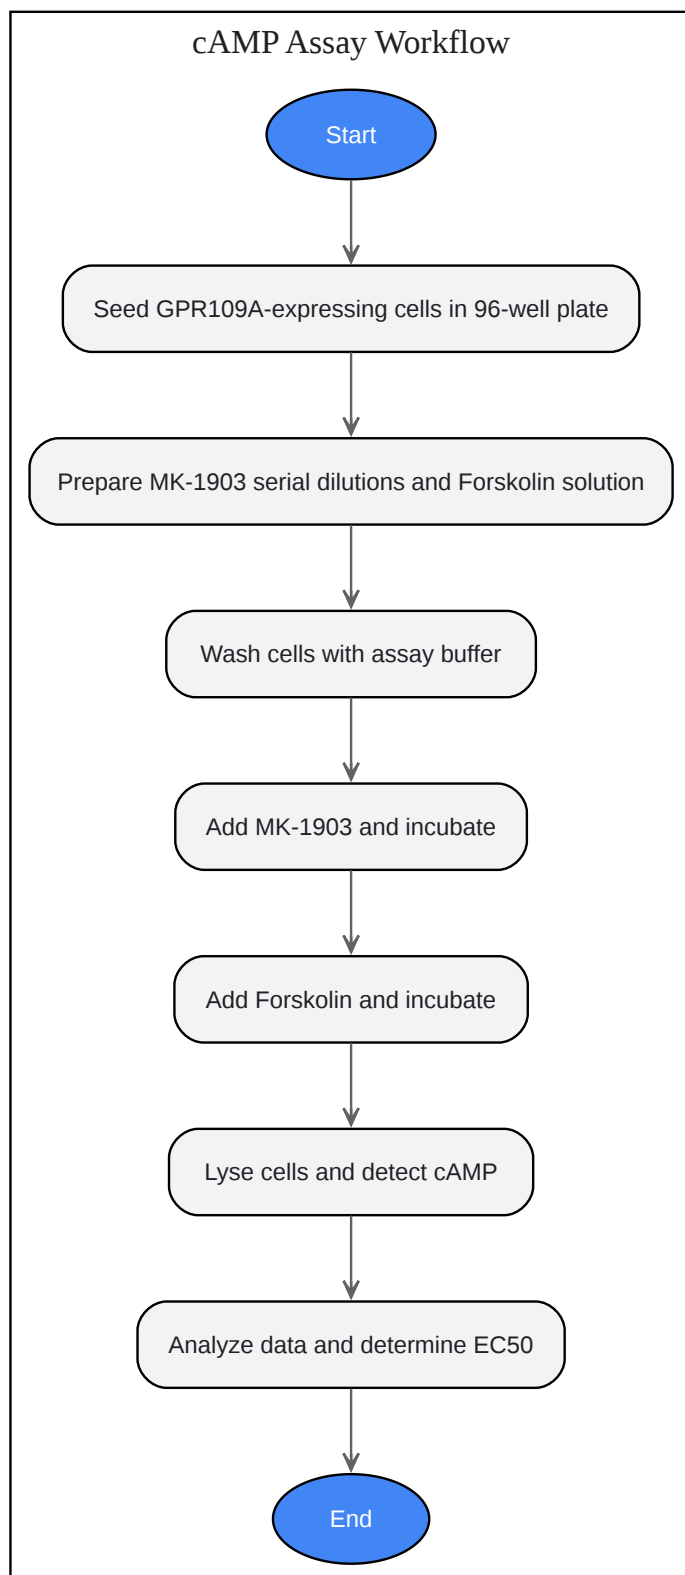 cAMP Assay Workflow
Start
Seed GPR109A-expressing cells in 96-well plate
Prepare MK-1903 serial dilutions and Forskolin solution
Wash cells with assay buffer
Add MK-1903 and incubate
Add Forskolin and incubate
Lyse cells and detect cAMP
Analyze data and determine EC50
End